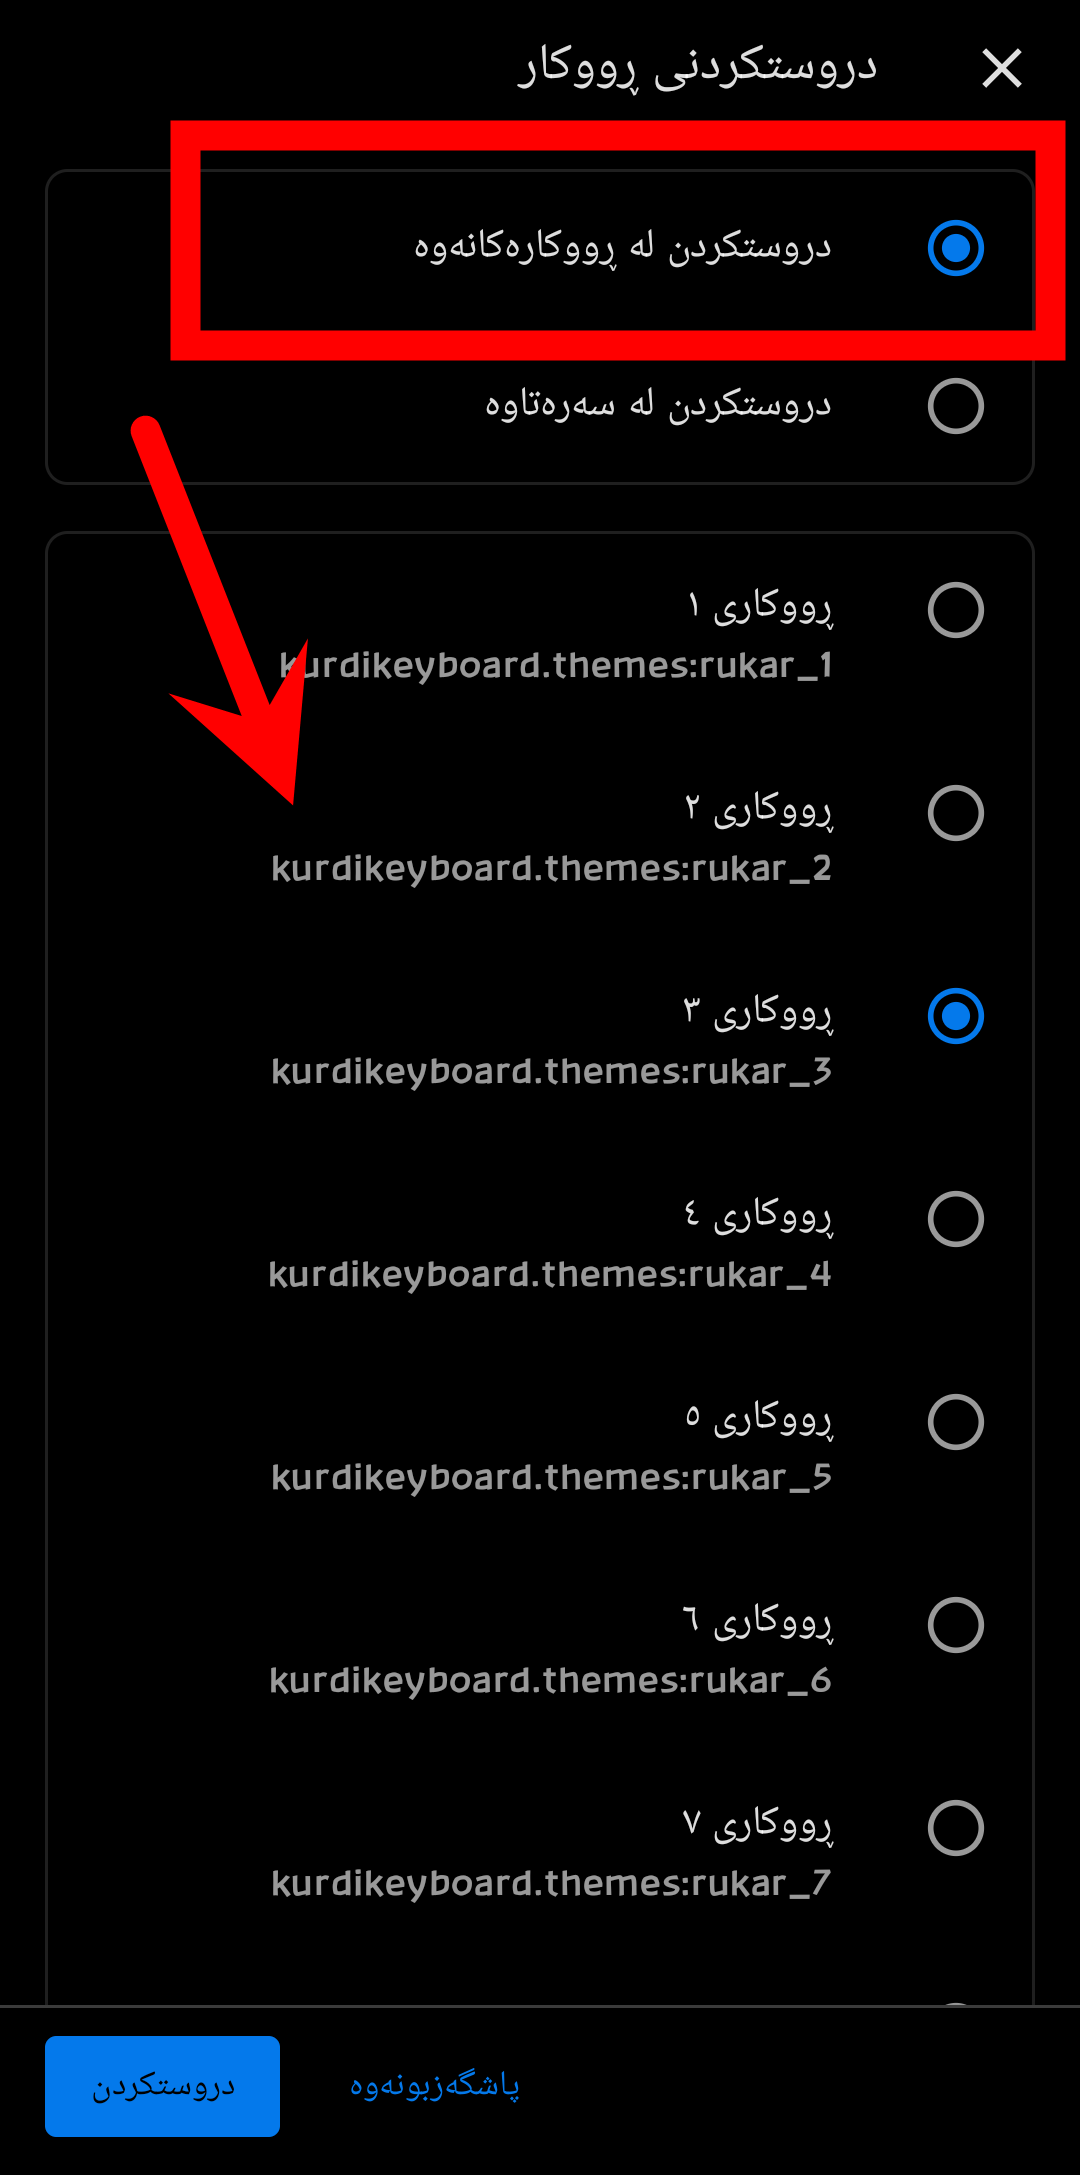 دروستکردنی ڕووکار
دروستکردن لە ڕووکارەکانەوە
دروستکردن لە سەرەتاوە
ڕووکاری ١
kurdikeyboard.themes:rukar_1
ڕووکاری ٢
kurdikeyboard.themes:rukar_2
ڕووکاری ٣
kurdikeyboard.themes:rukar_3
ڕووکاری ٤
kurdikeyboard.themes:rukar_4
ڕووکاری ٥
kurdikeyboard.themes:rukar_5
ڕووکاری ٦
kurdikeyboard.themes:rukar_6
ڕووکاری ٧
kurdikeyboard.themes:rukar_7
پاشگەزبونەوە
دروستکردن